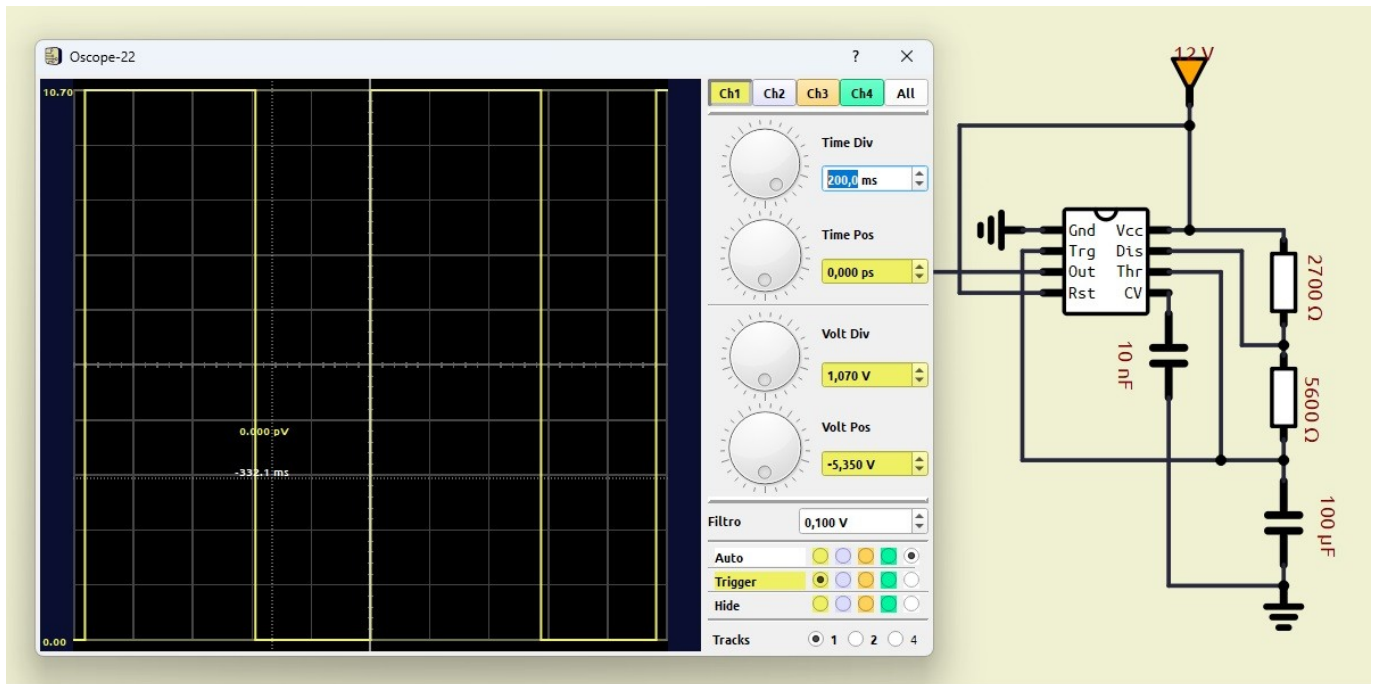 Oscope-22
?
10.70
0.00
0.000 pV
-332.1 ms
Ch1 Ch2 Ch3 Ch4 All
Time Div
200,0 ms
Time Pos
0,000 ps
Volt Div
1,070 V
Volt Pos
-5,350 V
Filtro 0,100 V
Auto
Trigger
Hide
Tracks 1 2 4
12 V
Gnd Vcc
Trg Dis
Out Thr
Rst CV
2700 Ω
10 nF
5600 Ω
100 µF